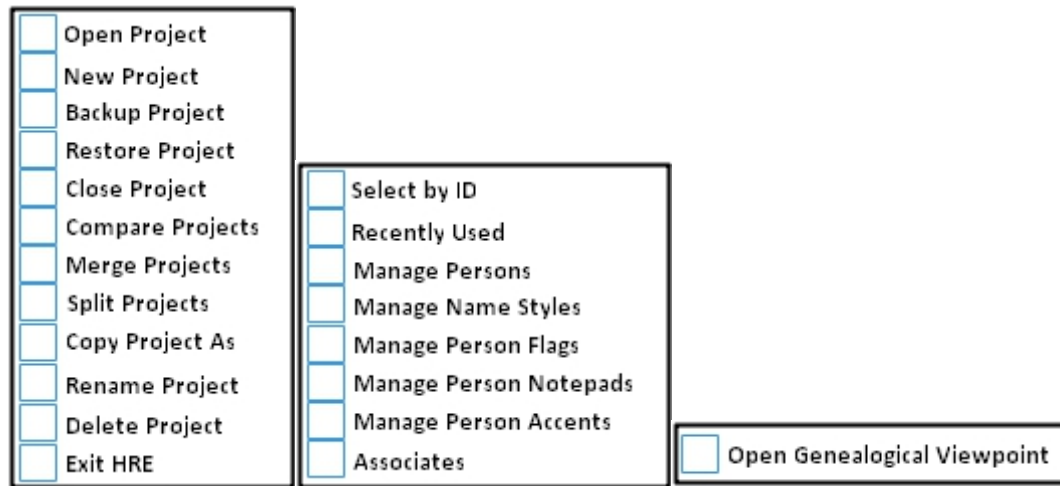 Open Project
New Project
Backup Project
Restore Project
Close Project
Compare Projects
Merge Projects
Split Projects
Copy Project As
Rename Project
Delete Project
Exit HRE
Select by ID
Recently Used
Manage Persons
Manage Name Styles
Manage Person Flags
Manage Person Notepads
Manage Person Accents
Associates
Open Genealogical Viewpoint